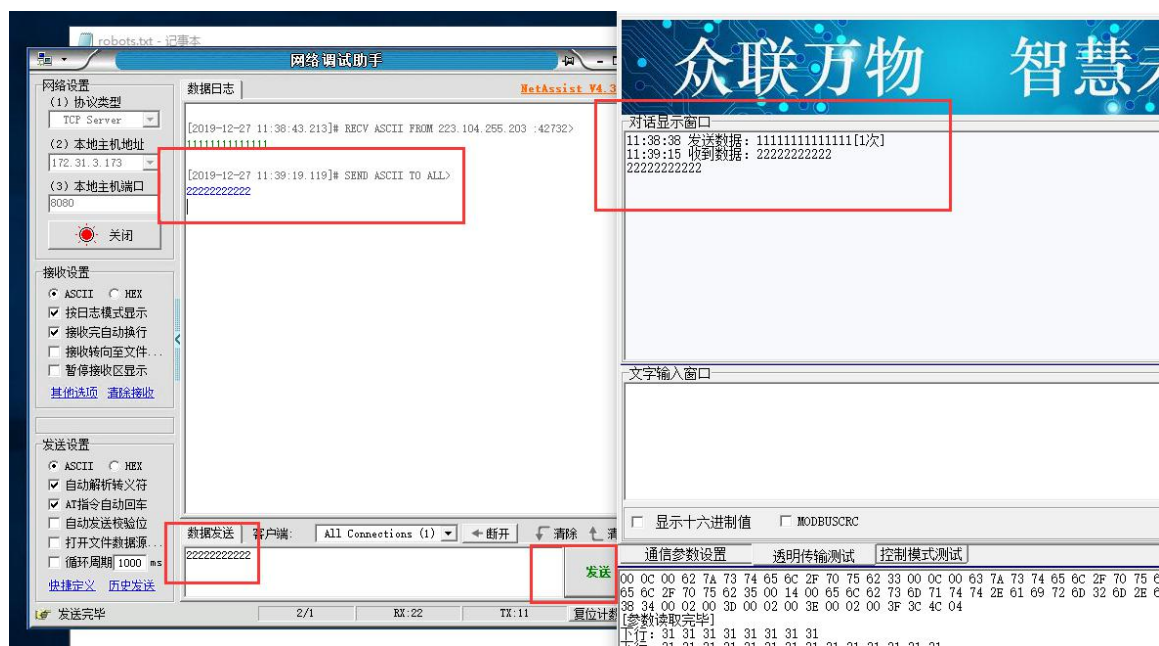 robots.txt - 记事本
网络调试助手
网络设置
(1) 协议类型
TCP Server
(2) 本地主机地址
172.31.3.173
(3) 本地主机端口
8080
关闭
接收设置
ASCII HEX
按日志模式显示
接收完自动换行
接收转向至文件...
暂停接收区显示
其他选项 清除接收
发送设置
ASCII HEX
自动解析转义符
AT指令自动回车
自动发送校验位
打开文件数据源...
循环周期 1000 ms
快捷定义 历史发送
数据日志 NetAssist V4.3
[2019-12-27 11:38:43.213]# RECV ASCII FROM 223.104.255.203 :42732>
11111111111111
[2019-12-27 11:39:19.119]# SEND ASCII TO ALL>
22222222222
数据发送 客户端: All Connections (1) 断开 清除
22222222222
发送
发送完毕 2/1 RX:22 TX:11 复位计数
众联万物 智慧
对话显示窗口
11:38:38 发送数据: 11111111111111[1次]
11:39:15 收到数据: 22222222222
22222222222
文字输入窗口
显示十六进制值 MODBUSCRC
通信参数设置 透明传输测试 控制模式测试
00 0C 00 62 7A 73 74 65 6C 2F 70 75 62 33 00 0C 00 63 7A 73 74 65 6C 2F 70 75 6
65 6C 2F 70 75 62 35 00 14 00 65 6C 2F 70 75 62 00 61 6D 71 74 74 2E 61 69 72 6D 32 6D 2E 6
38 34 00 02 00 3D 00 02 00 3E 00 02 00 3F 3C 4C 04
[参数读取完毕]
下行: 31 31 31 31 31 31 31 31